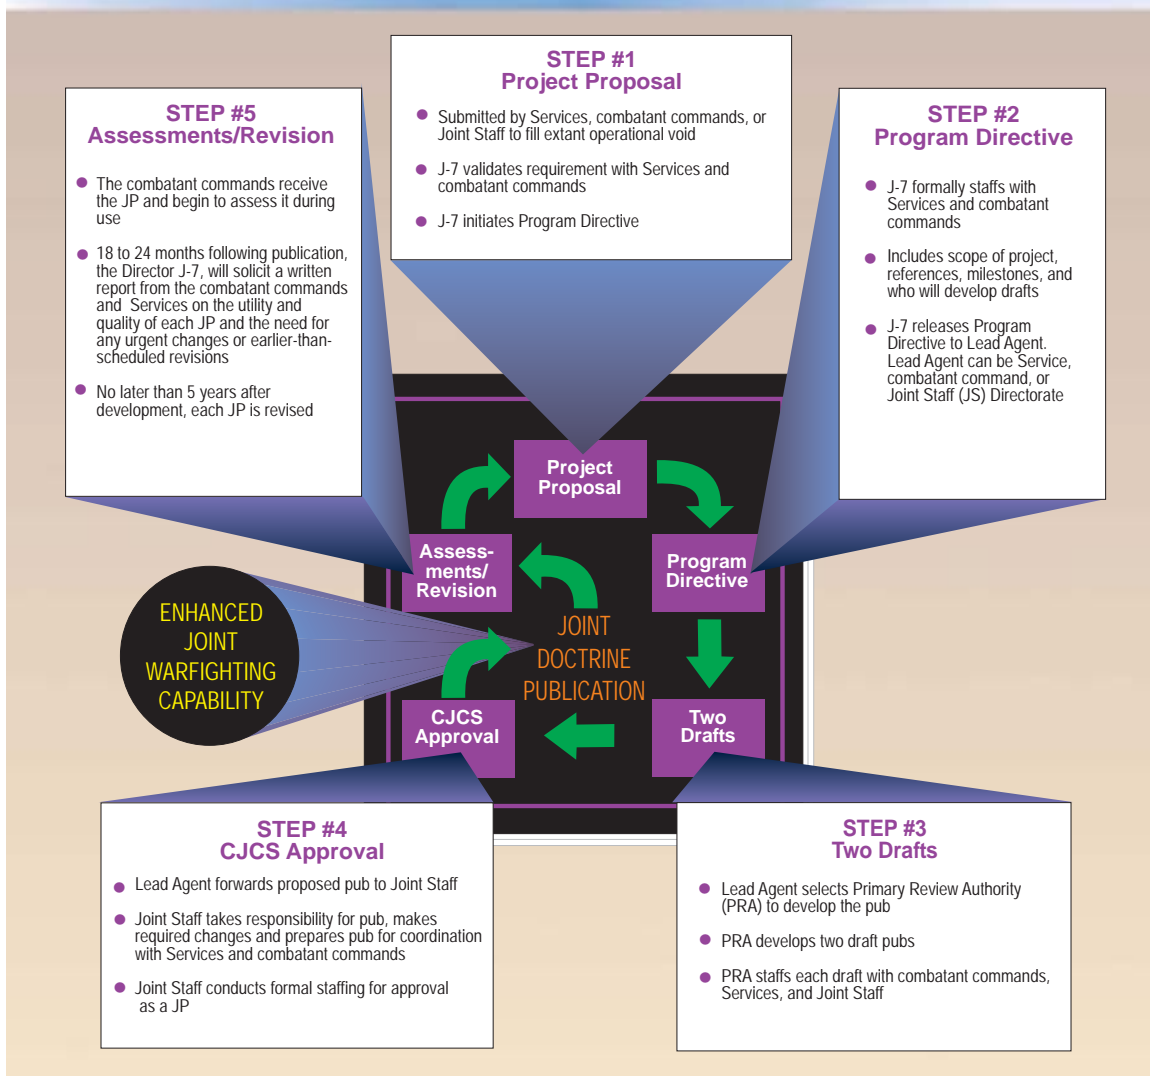 STEP #1
Project Proposal
● Submitted by Services, combatant commands, or
Joint Staff to fill extant operational void
● J-7 validates requirement with Services and
combatant commands
● J-7 initiates Program Directive
STEP #5
Assessments/Revision
● The combatant commands receive
the JP and begin to assess it during
use
● 18 to 24 months following publication,
the Director J-7, will solicit a written
report from the combatant commands
and Services on the utility and
quality of each JP and the need for
any urgent changes or earlier-than-
scheduled revisions
● No later than 5 years after
development, each JP is revised
STEP #2
Program Directive
● J-7 formally staffs with
Services and combatant
commands
● Includes scope of project,
references, milestones, and
who will develop drafts
● J-7 releases Program
Directive to Lead Agent.
Lead Agent can be Service,
combatant command, or
Joint Staff (JS) Directorate
Project
Proposal
Assess-
ments/
Revision
Program
Directive
ENHANCED
JOINT
WARFIGHTING
CAPABILITY
JOINT
DOCTRINE
PUBLICATION
CJCS
Approval
Two
Drafts
STEP #4
CJCS Approval
● Lead Agent forwards proposed pub to Joint Staff
● Joint Staff takes responsibility for pub, makes
required changes and prepares pub for coordination
with Services and combatant commands
● Joint Staff conducts formal staffing for approval
as a JP
STEP #3
Two Drafts
● Lead Agent selects Primary Review Authority
(PRA) to develop the pub
● PRA develops two draft pubs
● PRA staffs each draft with combatant commands,
Services, and Joint Staff